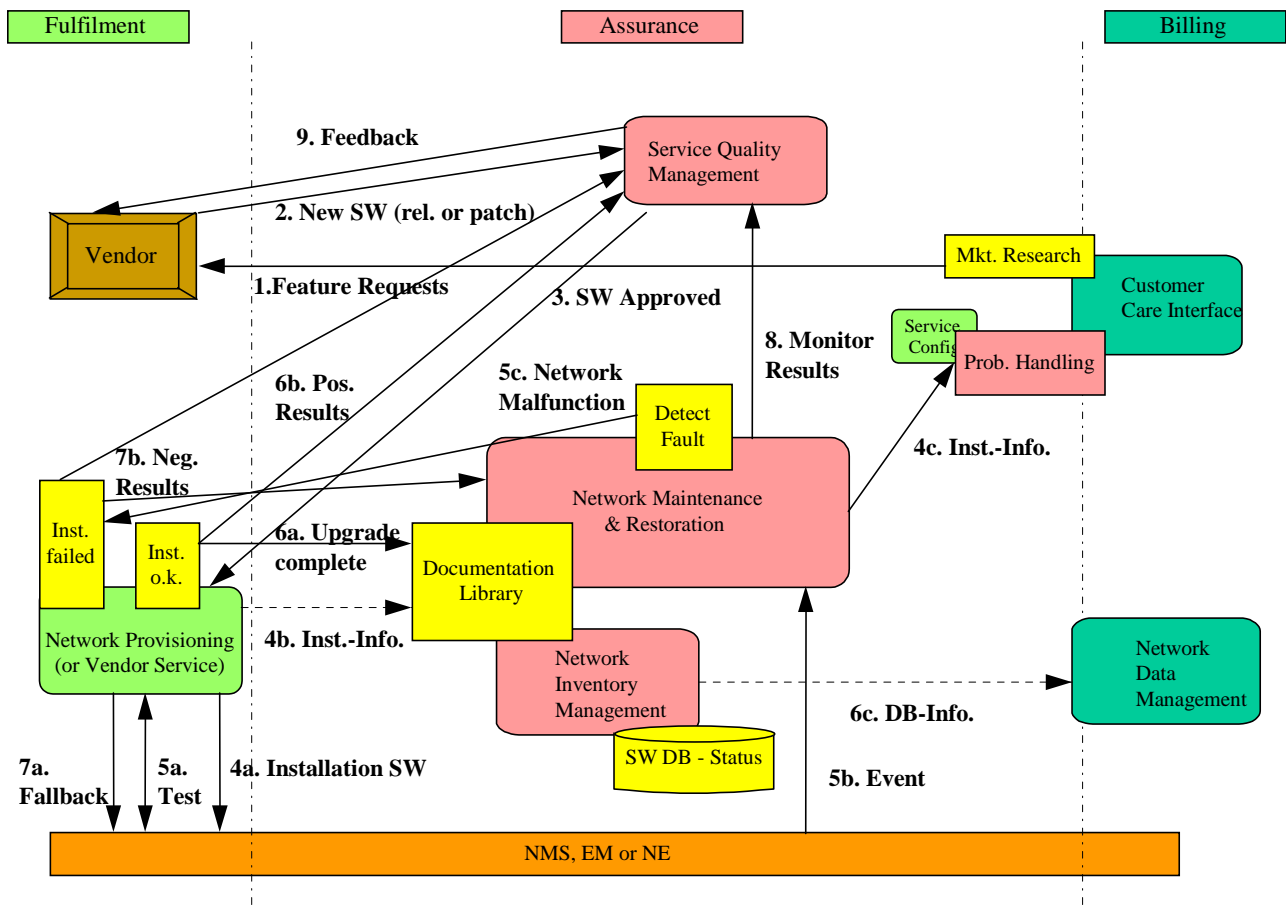 Fulfilment
Assurance
Billing
9. Feedback
Service Quality
Management
2. New SW (rel. or patch)
Vendor
Mkt. Research
1.Feature Requests
3. SW Approved
Customer
Care Interface
Service
Config
8. Monitor
Results
Prob. Handling
6b. Pos.
Results
5c. Network
Malfunction
Detect
Fault
4c. Inst.-Info.
7b. Neg.
Results
Network Maintenance
& Restoration
Inst.
failed
Inst.
o.k.
6a. Upgrade
complete
Documentation
Library
Network Provisioning
(or Vendor Service)
4b. Inst.-Info.
Network
Inventory
Management
Network
Data
Management
6c. DB-Info.
SW DB - Status
7a.
Fallback
5a.
Test
4a. Installation SW
5b. Event
NMS, EM or NE